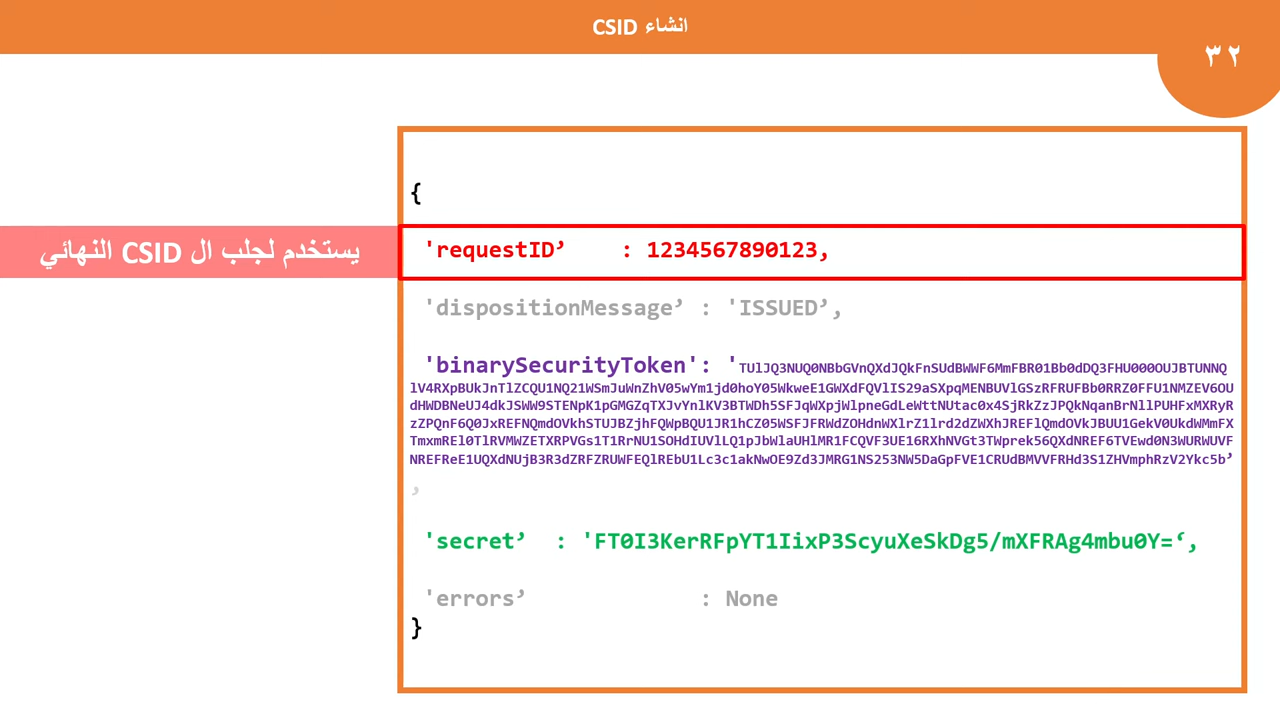 انشاء CSID
٣٢
{
'requestID’ : 1234567890123,
يستخدم لجلب ال CSID النهائي
'dispositionMessage’ : 'ISSUED’,
'binarySecurityToken': 'TUlJQ3NUQ0NBbGVnQXdJQkFnSUdBWWF6MmFBR01Bb0dDQ3FHU000OUJBTUNNQ
lV4RXpBUkJnTlZCQU1NQ21WSmJuWnZhV05wYm1jd0hoY05WkweE1GWXdFQVlIS29aSXpqMENBUVlGSzRFRUFBb0RRZ0FFU1NMZEV6OU
dHWDBNeUJ4dkJSWW9STENpK1pGMGZqTXJvYnlKV3BTWDh5SFJqWXpjWlpneGdLeWttNUtac0x4SjRkZzJPQkNqanBrNllPUHFxMXRyR
zZPQnF6Q0JxREFNQmdOVkhSTUJBZjhFQWpBQU1JR1hCZ05WSFJFRWdZOHdnWXlrZ1lrd2dZWXhJREFlQmdOVkJBUU1GekV0UkdWMmFX
TmxmREl0TlRVMWZETXRPVGs1T1RrNU1SOHdIUVlLQ1pJbWlaUHlMR1FCQVF3UE16RXhNVGt3TWprek56QXdNREF6TVEwd0N3WURWUVF
NREFReE1UQXdNUjB3R3dZRFZRUWFEQlREbU1Lc3c1akNwOE9Zd3JMRG1NS253NW5DaGpFVE1CRUdBMVVFRHd3S1ZHVmphRzV2Ykc5b’
,
'secret’ : 'FT0I3KerRFpYT1IixP3ScyuXeSkDg5/mXFRAg4mbu0Y=‘,
'errors’ : None
}